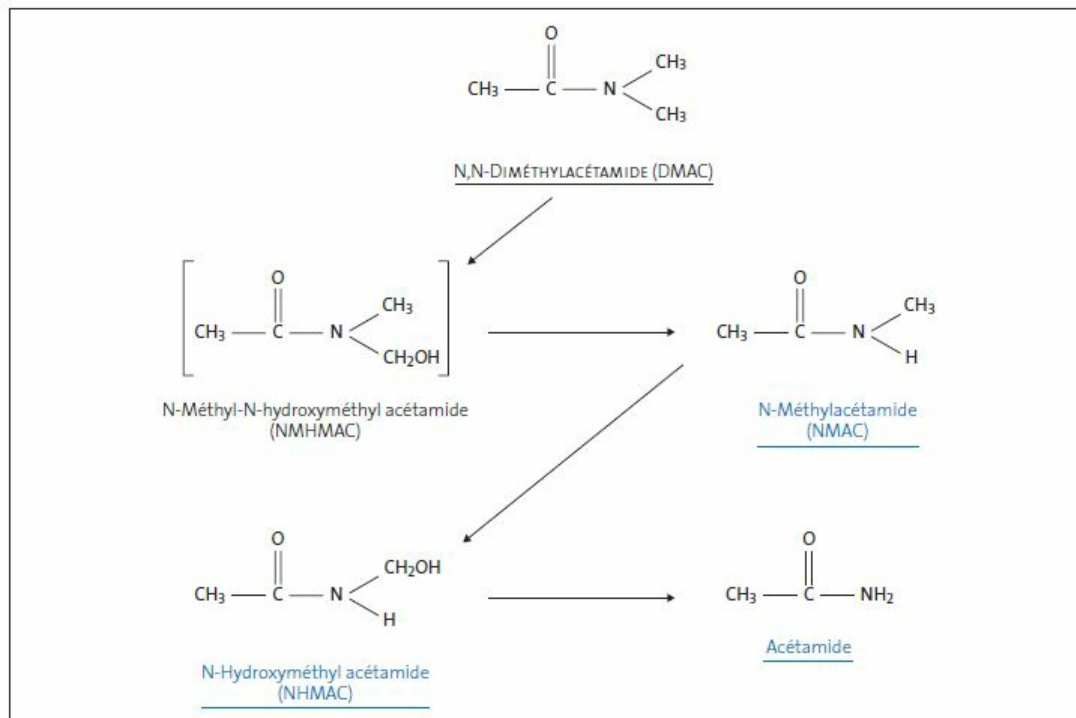 O
CH₃ — C — N
CH₃
CH₃
N,N-DIMÉTHYLACÉTAMIDE (DMAC)
O
CH₃ — C — N
CH₃
CH₂OH
N-Méthyl-N-hydroxyméthyl acétamide
(NMHMAC)
O
CH₃ — C — N
CH₃
H
N-Méthylacétamide
(NMAC)
O
CH₃ — C — N
CH₂OH
H
N-Hydroxyméthyl acétamide
(NHMAC)
O
CH₃ — C — NH₂
Acétamide